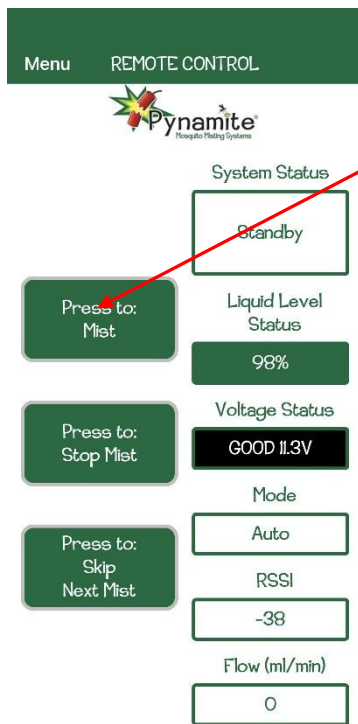 Menu REMOTE CONTROL
Pynamite
Mosquito Misting Systems
System Status
Standby
Press to:
Mist
Liquid Level
Status
98%
Press to:
Stop Mist
Voltage Status
GOOD 11.3V
Mode
Auto
Press to:
Skip
Next Mist
RSSI
-38
Flow (ml/min)
0